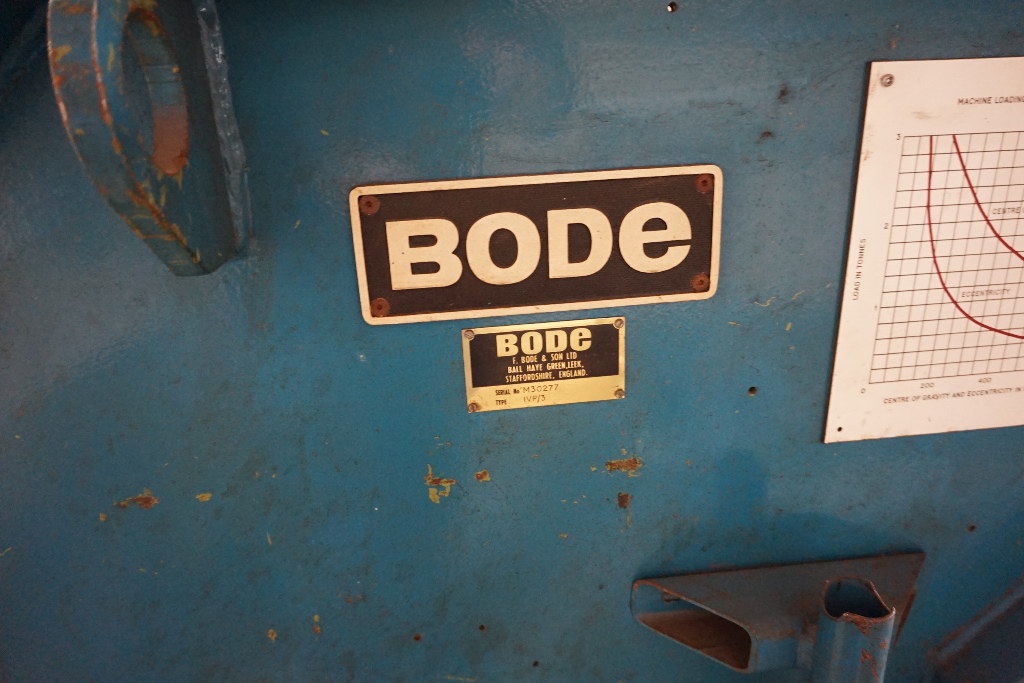 BODe
BODe
F. BODE & SON LTD
BALL HAYE GREEN, LEEK,
STAFFORDSHIRE, ENGLAND.
SERIAL No M30277
TYPE IVP/3
MACHINE LOADING
3
2
1
0
LOAD IN TONNES
CENTRE
ECCENTRICITY
200 400
CENTRE OF GRAVITY AND ECCENTRICITY IN